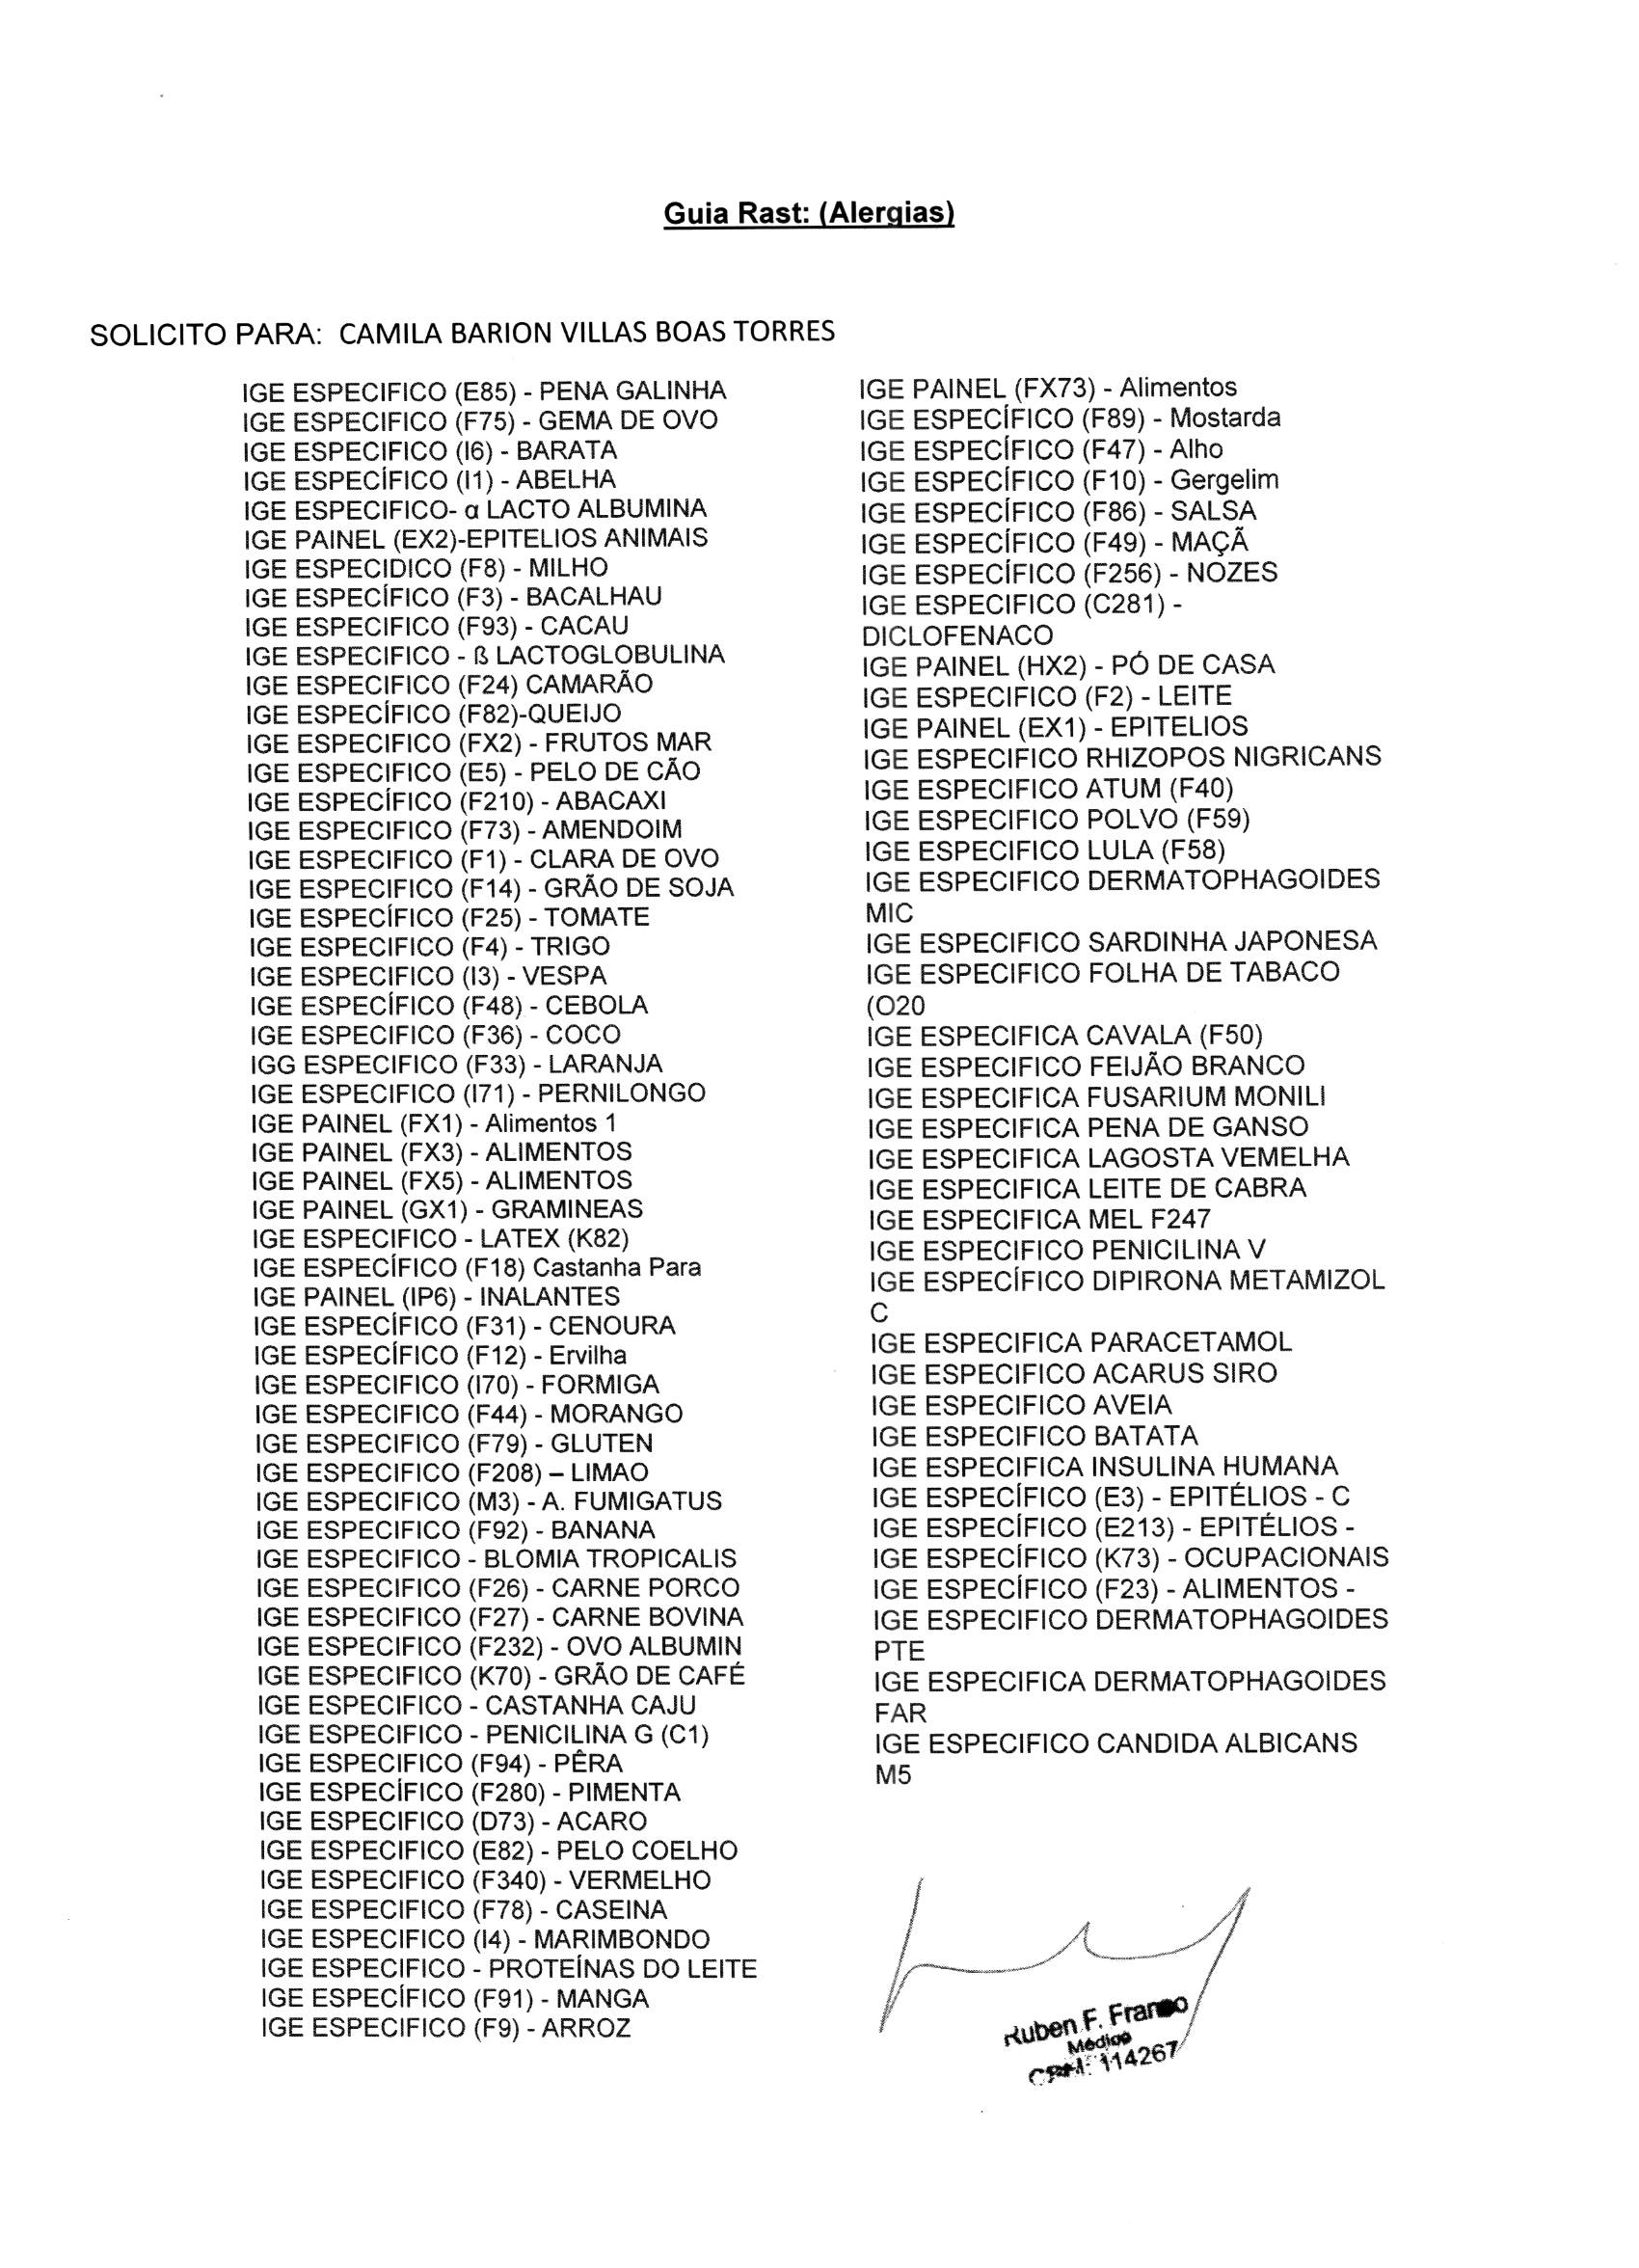 Guia Rast: (Alergias)
SOLICITO PARA: CAMILA BARION VILLAS BOAS TORRES
IGE ESPECIFICO (E85) - PENA GALINHA
IGE ESPECIFICO (F75) - GEMA DE OVO
IGE ESPECIFICO (I6) - BARATA
IGE ESPECÍFICO (I1) - ABELHA
IGE ESPECIFICO- α LACTO ALBUMINA
IGE PAINEL (EX2)-EPITELIOS ANIMAIS
IGE ESPECIDICO (F8) - MILHO
IGE ESPECÍFICO (F3) - BACALHAU
IGE ESPECIFICO (F93) - CACAU
IGE ESPECIFICO - ß LACTOGLOBULINA
IGE ESPECIFICO (F24) CAMARÃO
IGE ESPECÍFICO (F82)-QUEIJO
IGE ESPECIFICO (FX2) - FRUTOS MAR
IGE ESPECIFICO (E5) - PELO DE CÃO
IGE ESPECÍFICO (F210) - ABACAXI
IGE ESPECIFICO (F73) - AMENDOIM
IGE ESPECIFICO (F1) - CLARA DE OVO
IGE ESPECIFICO (F14) - GRÃO DE SOJA
IGE ESPECÍFICO (F25) - TOMATE
IGE ESPECIFICO (F4) - TRIGO
IGE ESPECIFICO (I3) - VESPA
IGE ESPECÍFICO (F48) - CEBOLA
IGE ESPECIFICO (F36) - COCO
IGG ESPECIFICO (F33) - LARANJA
IGE ESPECIFICO (I71) - PERNILONGO
IGE PAINEL (FX1) - Alimentos 1
IGE PAINEL (FX3) - ALIMENTOS
IGE PAINEL (FX5) - ALIMENTOS
IGE PAINEL (GX1) - GRAMINEAS
IGE ESPECIFICO - LATEX (K82)
IGE ESPECÍFICO (F18) Castanha Para
IGE PAINEL (IP6) - INALANTES
IGE ESPECÍFICO (F31) - CENOURA
IGE ESPECÍFICO (F12) - Ervilha
IGE ESPECIFICO (I70) - FORMIGA
IGE ESPECIFICO (F44) - MORANGO
IGE ESPECIFICO (F79) - GLUTEN
IGE ESPECIFICO (F208) – LIMAO
IGE ESPECIFICO (M3) - A. FUMIGATUS
IGE ESPECIFICO (F92) - BANANA
IGE ESPECIFICO - BLOMIA TROPICALIS
IGE ESPECIFICO (F26) - CARNE PORCO
IGE ESPECIFICO (F27) - CARNE BOVINA
IGE ESPECIFICO (F232) - OVO ALBUMIN
IGE ESPECIFICO (K70) - GRÃO DE CAFÉ
IGE ESPECIFICO - CASTANHA CAJU
IGE ESPECIFICO - PENICILINA G (C1)
IGE ESPECIFICO (F94) - PÊRA
IGE ESPECÍFICO (F280) - PIMENTA
IGE ESPECIFICO (D73) - ACARO
IGE ESPECIFICO (E82) - PELO COELHO
IGE ESPECIFICO (F340) - VERMELHO
IGE ESPECIFICO (F78) - CASEINA
IGE ESPECIFICO (I4) - MARIMBONDO
IGE ESPECIFICO - PROTEÍNAS DO LEITE
IGE ESPECÍFICO (F91) - MANGA
IGE ESPECIFICO (F9) - ARROZ
IGE PAINEL (FX73) - Alimentos
IGE ESPECÍFICO (F89) - Mostarda
IGE ESPECÍFICO (F47) - Alho
IGE ESPECÍFICO (F10) - Gergelim
IGE ESPECÍFICO (F86) - SALSA
IGE ESPECÍFICO (F49) - MAÇÃ
IGE ESPECÍFICO (F256) - NOZES
IGE ESPECIFICO (C281) -
DICLOFENACO
IGE PAINEL (HX2) - PÓ DE CASA
IGE ESPECIFICO (F2) - LEITE
IGE PAINEL (EX1) - EPITELIOS
IGE ESPECIFICO RHIZOPOS NIGRICANS
IGE ESPECIFICO ATUM (F40)
IGE ESPECIFICO POLVO (F59)
IGE ESPECIFICO LULA (F58)
IGE ESPECIFICO DERMATOPHAGOIDES
MIC
IGE ESPECIFICO SARDINHA JAPONESA
IGE ESPECIFICO FOLHA DE TABACO
(O20
IGE ESPECIFICA CAVALA (F50)
IGE ESPECIFICO FEIJÃO BRANCO
IGE ESPECIFICA FUSARIUM MONILI
IGE ESPECIFICA PENA DE GANSO
IGE ESPECIFICA LAGOSTA VEMELHA
IGE ESPECIFICA LEITE DE CABRA
IGE ESPECIFICA MEL F247
IGE ESPECIFICO PENICILINA V
IGE ESPECÍFICO DIPIRONA METAMIZOL
C
IGE ESPECIFICA PARACETAMOL
IGE ESPECIFICO ACARUS SIRO
IGE ESPECIFICO AVEIA
IGE ESPECIFICO BATATA
IGE ESPECIFICA INSULINA HUMANA
IGE ESPECÍFICO (E3) - EPITÉLIOS - C
IGE ESPECÍFICO (E213) - EPITÉLIOS -
IGE ESPECÍFICO (K73) - OCUPACIONAIS
IGE ESPECÍFICO (F23) - ALIMENTOS -
IGE ESPECIFICO DERMATOPHAGOIDES
PTE
IGE ESPECIFICA DERMATOPHAGOIDES
FAR
IGE ESPECIFICO CANDIDA ALBICANS
M5
Ruben F. Franco
Médico
CRM: 114267